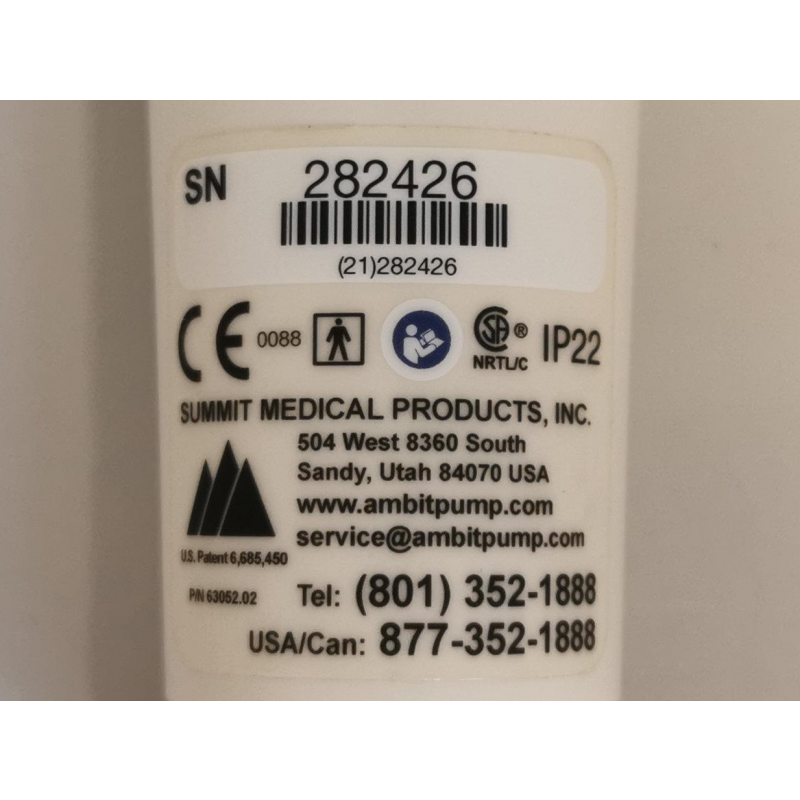 SN 282426
(21)282426
CE 0088 SA ® NRTL/C IP22
SUMMIT MEDICAL PRODUCTS, INC.
504 West 8360 South
Sandy, Utah 84070 USA
www.ambitpump.com
service@ambitpump.com
U.S. Patent 6,685,450
P/N 63052.02
Tel: (801) 352-1888
USA/Can: 877-352-1888